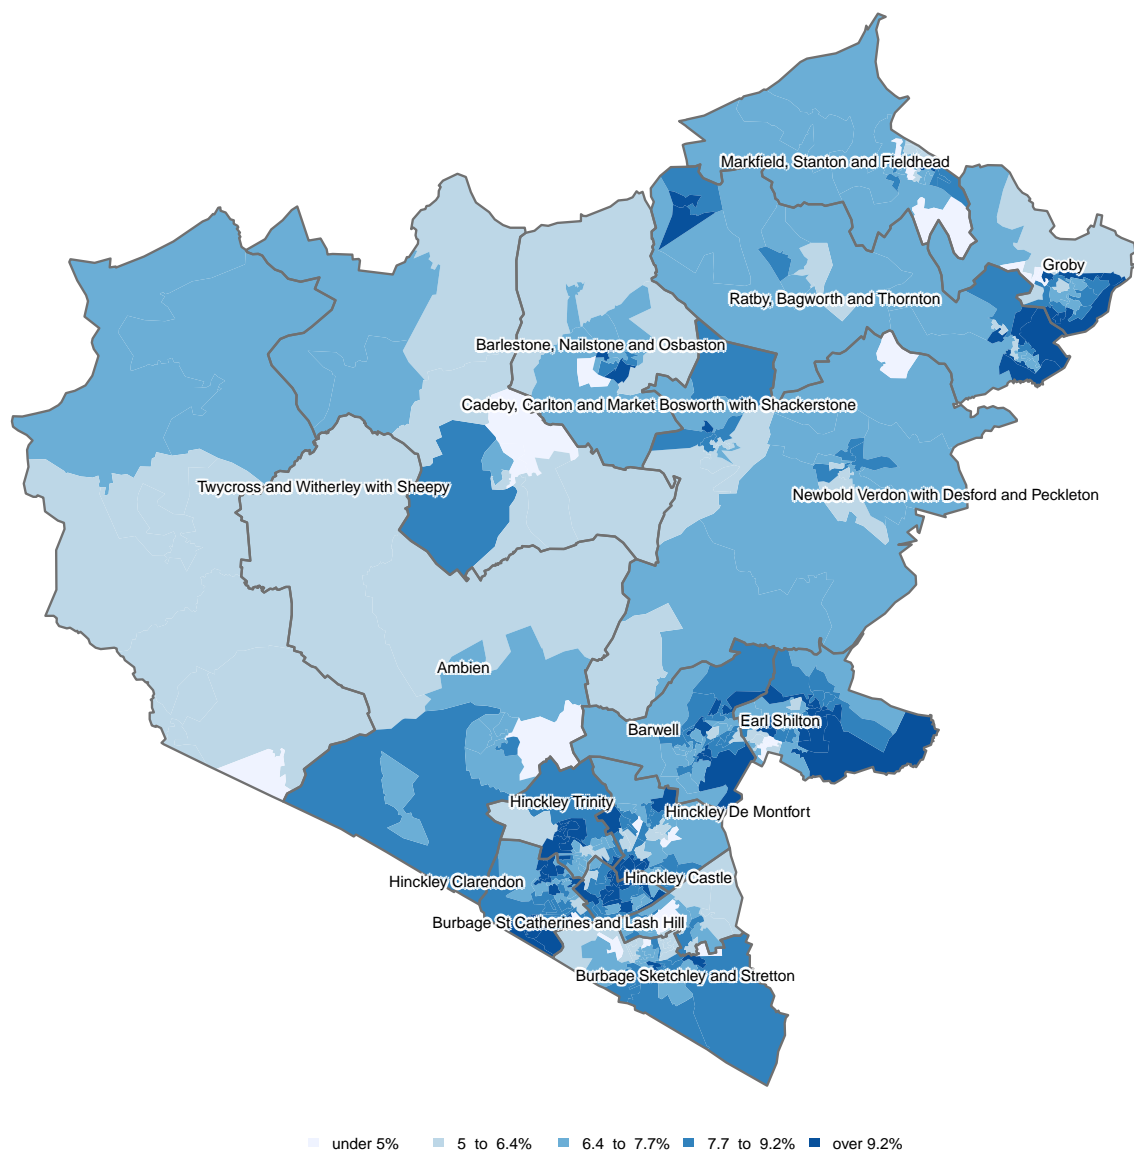 Markfield, Stanton and Fieldhead
Groby
Ratby, Bagworth and Thornton
Barlestone, Nailstone and Osbaston
Cadeby, Carlton and Market Bosworth with Shackerstone
Twycross and Witherley with Sheepy
Newbold Verdon with Desford and Peckleton
Ambien
Barwell
Earl Shilton
Hinckley Trinity
Hinckley De Montfort
Hinckley Clarendon
Hinckley Castle
Burbage St Catherines and Lash Hill
Burbage Sketchley and Stretton
under 5% 5 to 6.4% 6.4 to 7.7% 7.7 to 9.2% over 9.2%